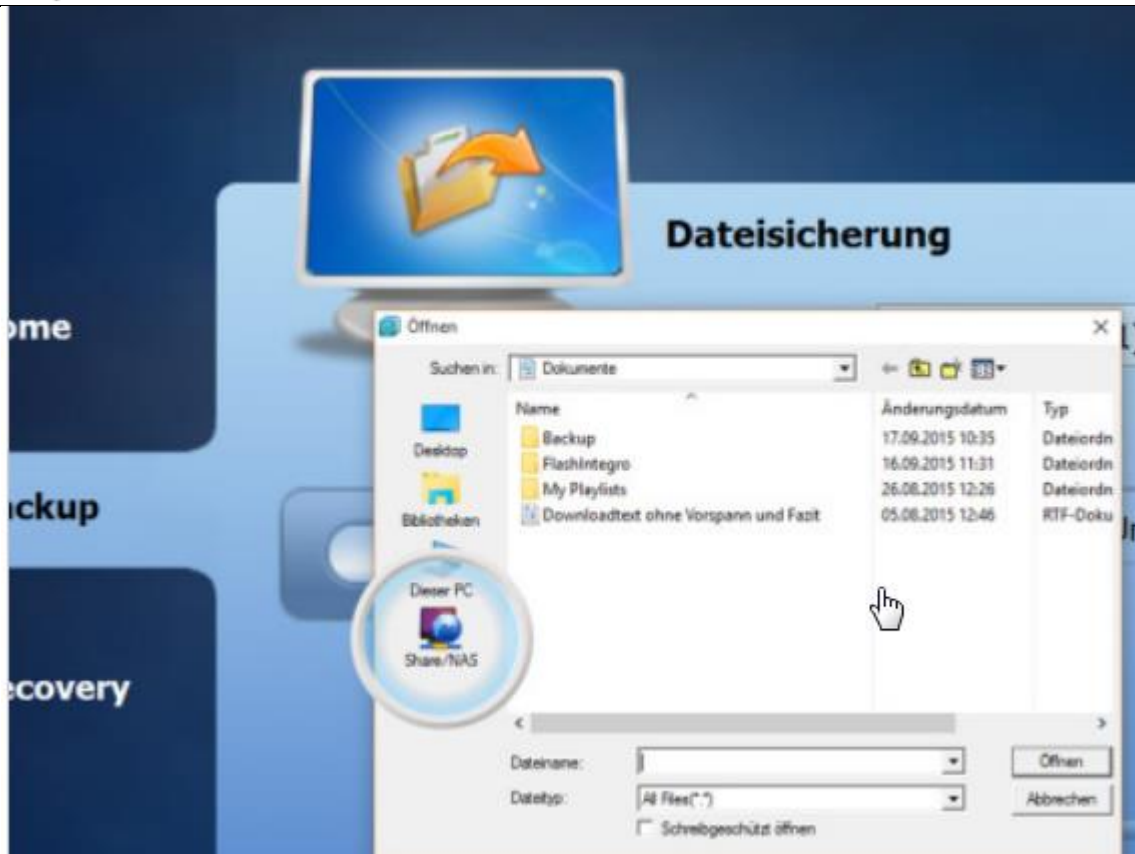 Dateisicherung
ome
Öffnen
Suchen in: Dokumente
Name Änderungsdatum Typ
Backup 17.09.2015 10:35 Dateiordn
FlashIntegro 16.09.2015 11:31 Dateiordn
My Playlists 26.08.2015 12:26 Dateiordn
Downloadtext ohne Vorspann und Fazit 05.08.2015 12:46 RTF-Doku
Desktop
Bibliotheken
Dieser PC
Share/NAS
ackup
ecovery
Dateiname: Öffnen
Dateityp: All Files(*.*) Abbrechen
Schreibgeschützt öffnen